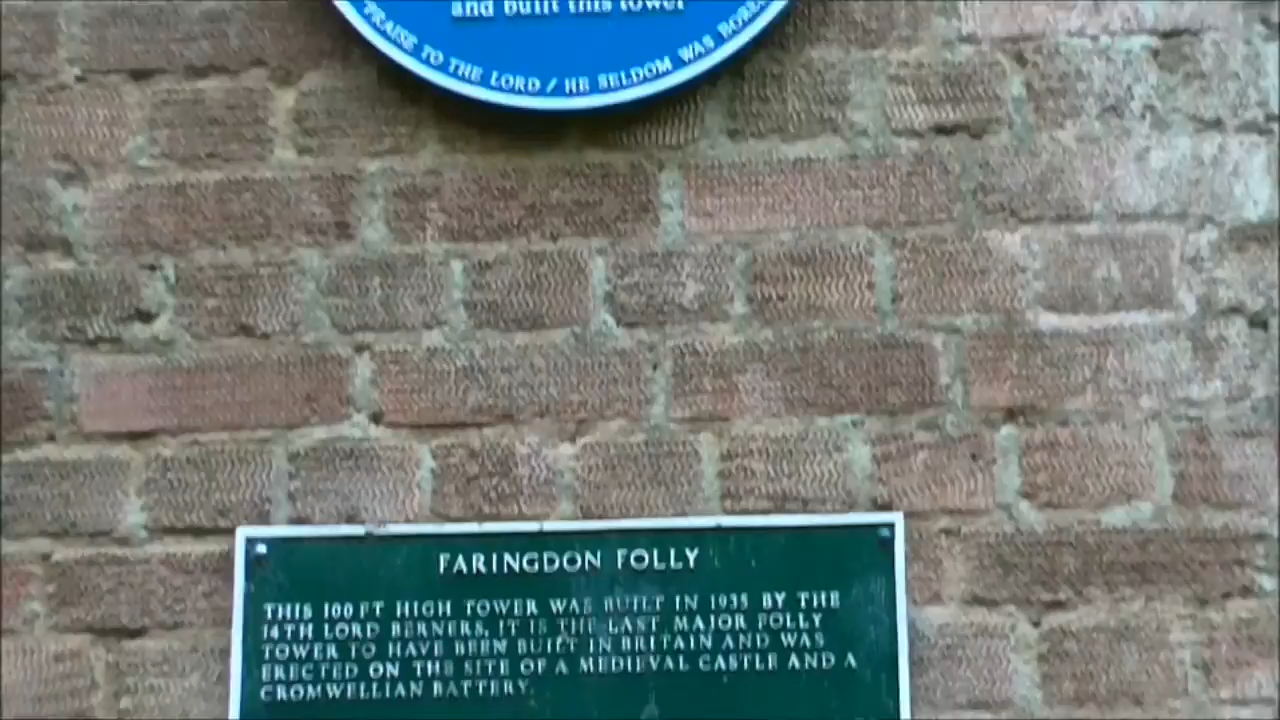 and built this tower
"PRAISE TO THE LORD / HE SELDOM WAS BORED
FARINGDON FOLLY
THIS 100 FT HIGH TOWER WAS BUILT IN 1935 BY THE
14TH LORD BERNERS. IT IS THE LAST MAJOR FOLLY
TOWER TO HAVE BEEN BUILT IN BRITAIN AND WAS
ERECTED ON THE SITE OF A MEDIEVAL CASTLE AND A
CROMWELLIAN BATTERY.